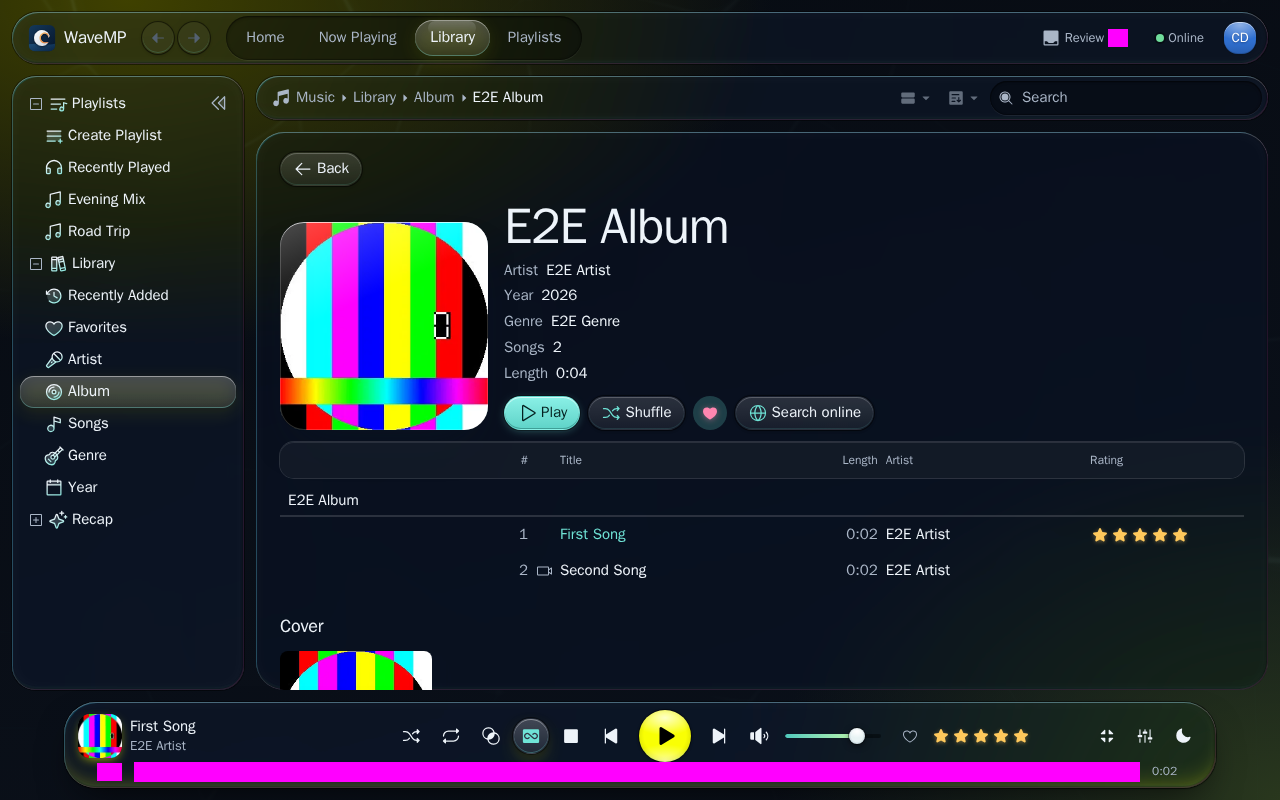 WaveMP
Home
Now Playing
Library
Playlists
Review
Online
CD
Playlists
Create Playlist
Recently Played
Evening Mix
Road Trip
Library
Recently Added
Favorites
Artist
Album
Songs
Genre
Year
Recap
Music Library Album E2E Album
Search
Back
E2E Album
Artist E2E Artist
Year 2026
Genre E2E Genre
Songs 2
Length 0:04
Play
Shuffle
Search online
# Title Length Artist Rating
E2E Album
1 First Song 0:02 E2E Artist
2 Second Song 0:02 E2E Artist
Cover
First Song
E2E Artist
0:02